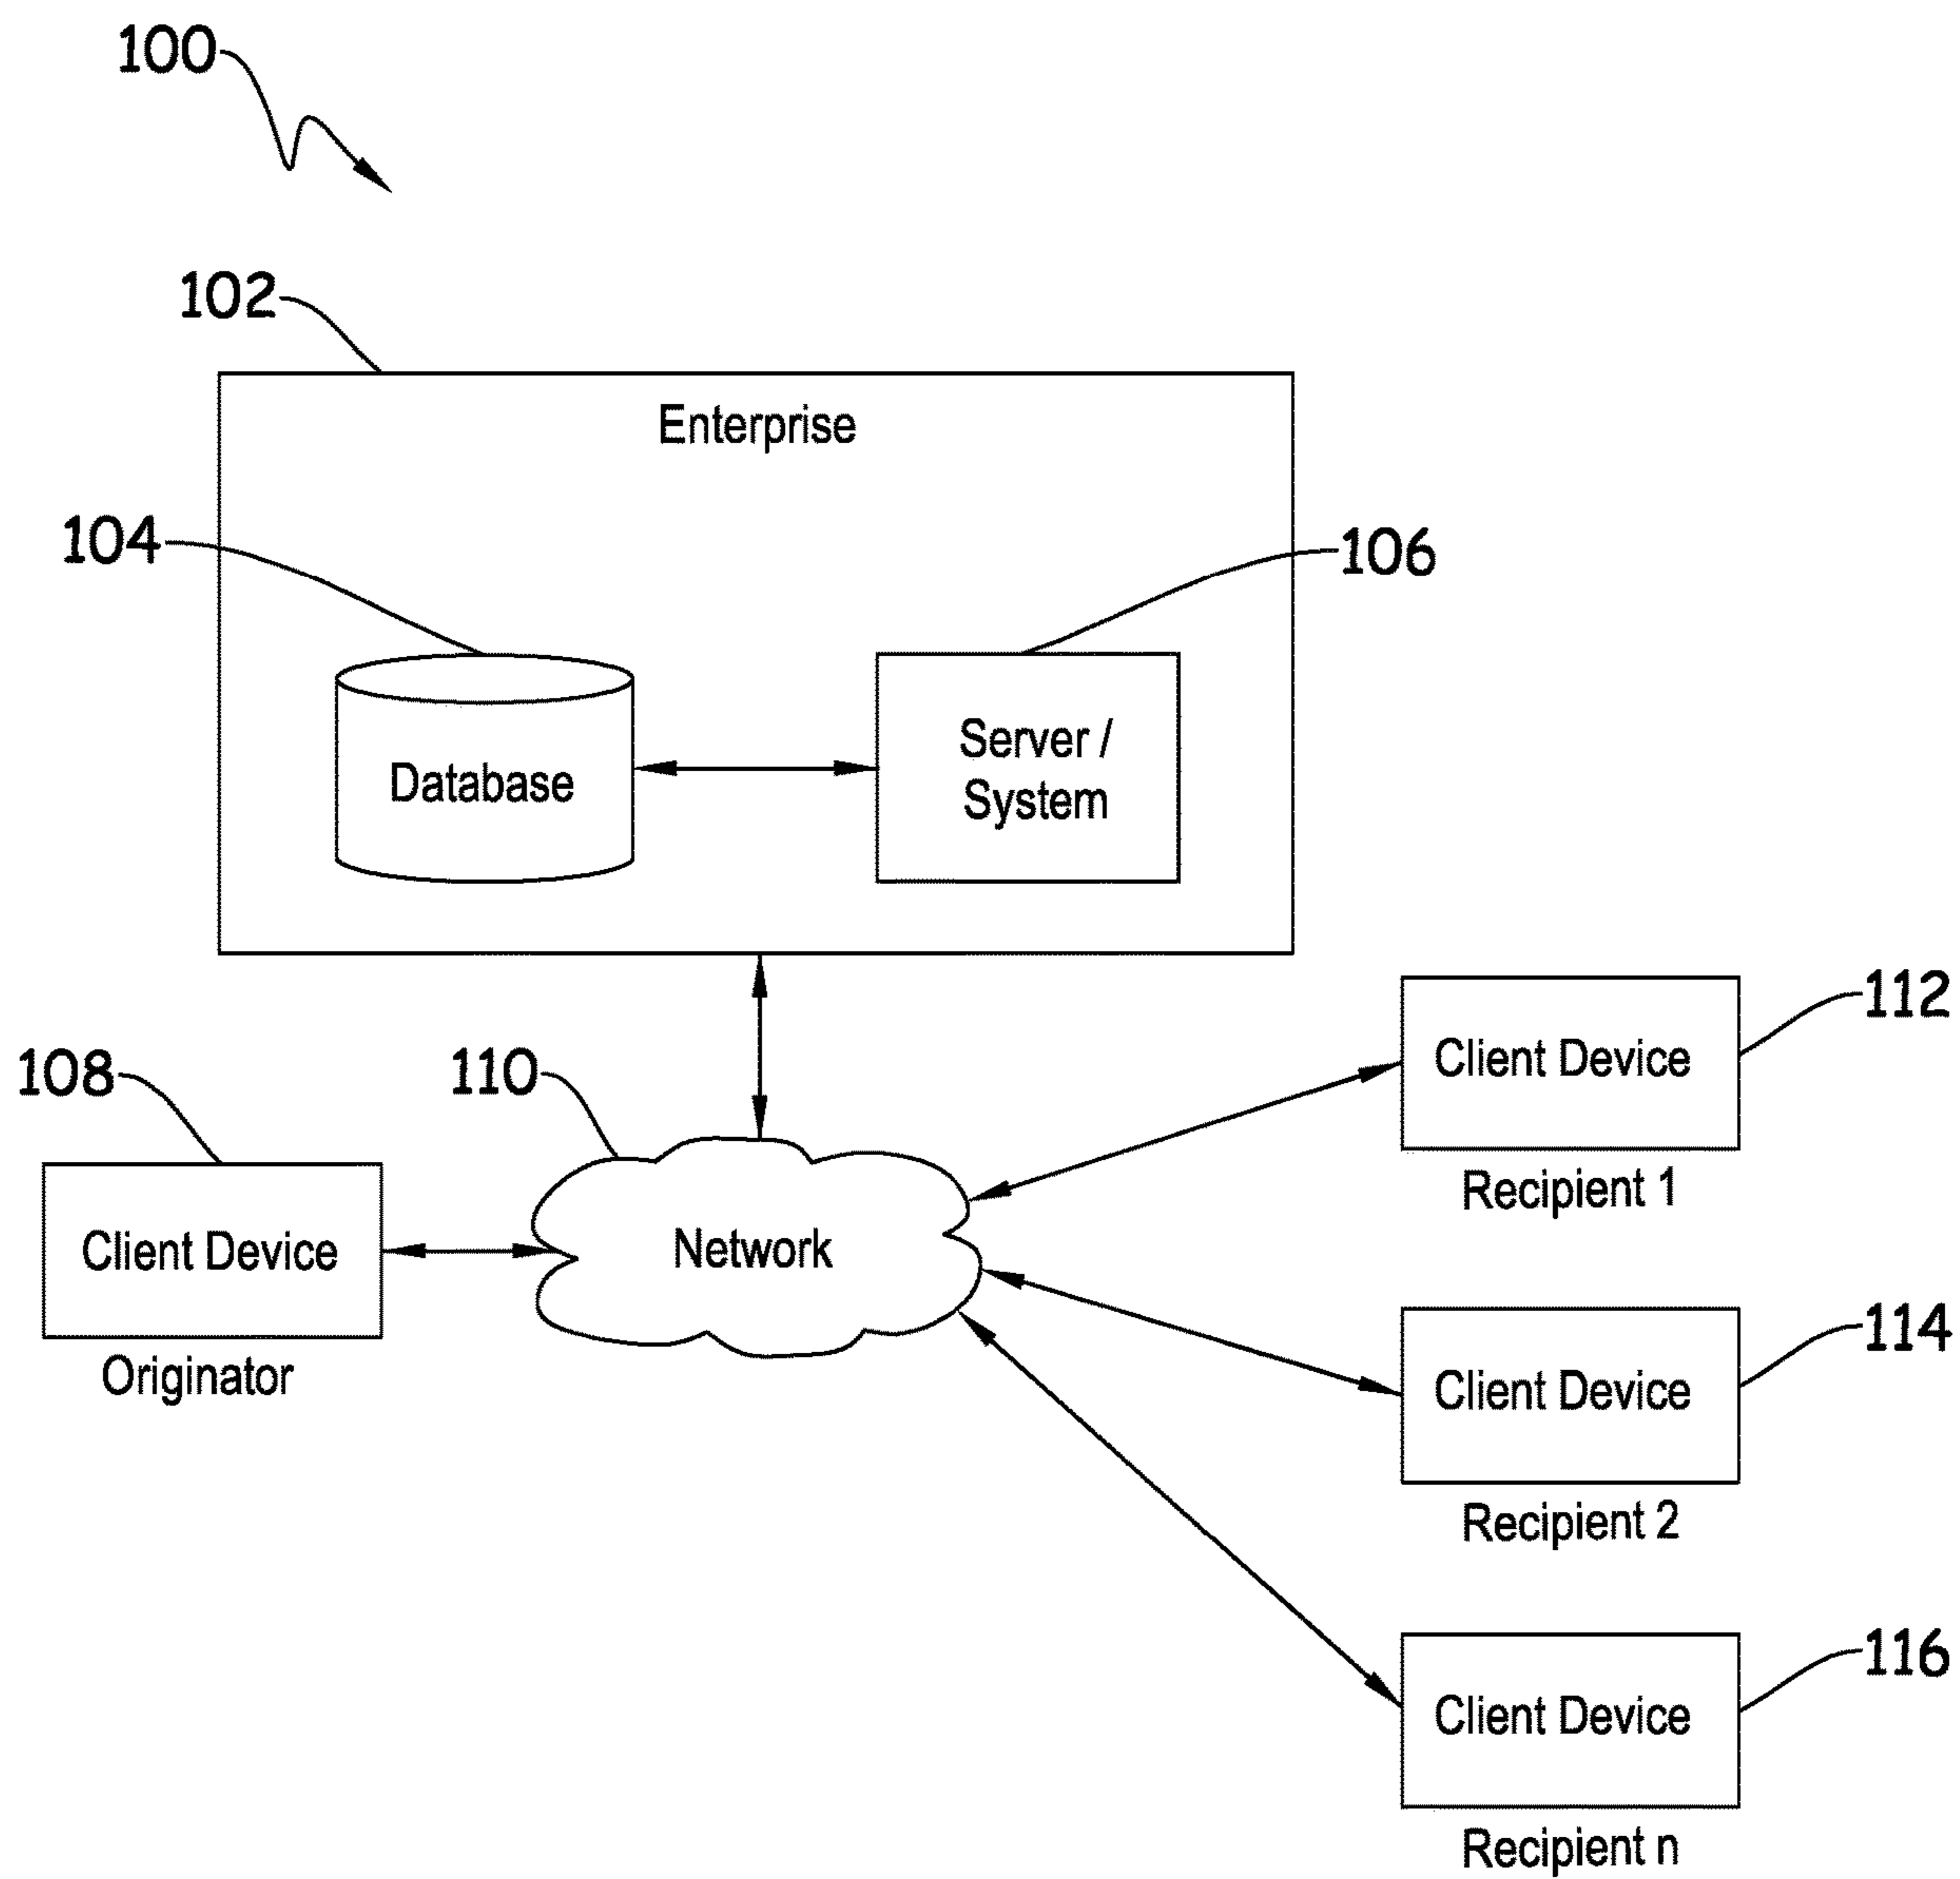 100
102
Enterprise
104
106
Database
Server /
System
112
Client Device
Recipient 1
108
110
Client Device
Originator
Network
114
Client Device
Recipient 2
116
Client Device
Recipient n